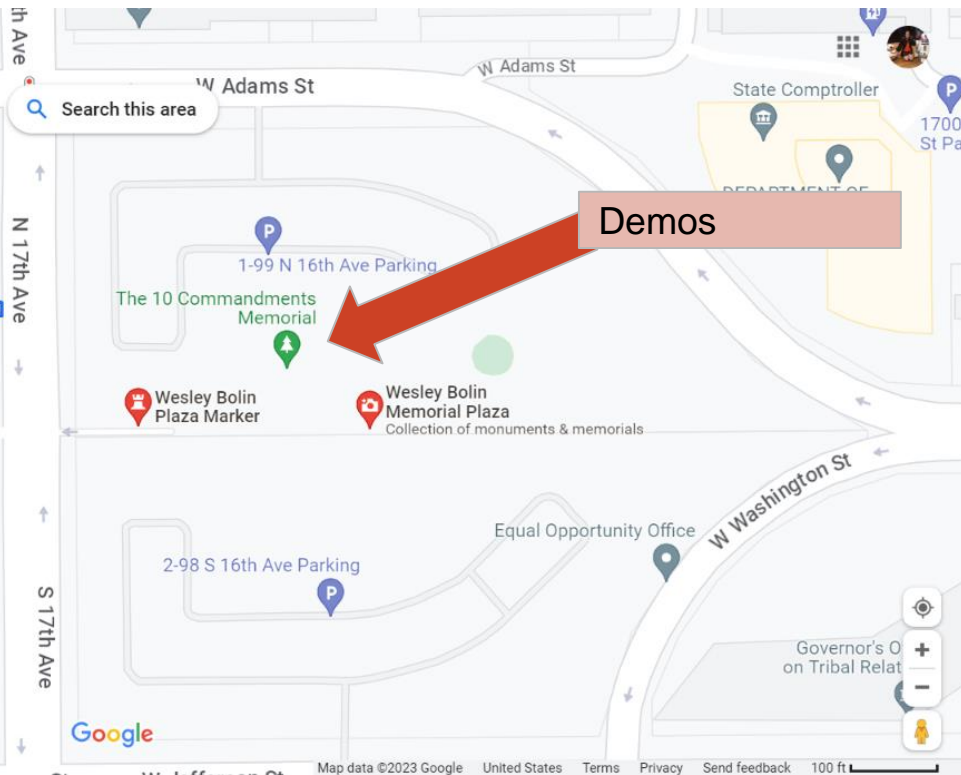 th Ave
W Adams St
W Adams St
Search this area
State Comptroller
P
1700
St Pa
DEPARTMENT OF
Demos
N 17th Ave
P
1-99 N 16th Ave Parking
The 10 Commandments
Memorial
Wesley Bolin
Plaza Marker
Wesley Bolin
Memorial Plaza
Collection of monuments & memorials
W Washington St
Equal Opportunity Office
2-98 S 16th Ave Parking
P
S 17th Ave
Governor's O
on Tribal Relat
Google
Map data ©2023 Google United States Terms Privacy Send feedback 100 ft